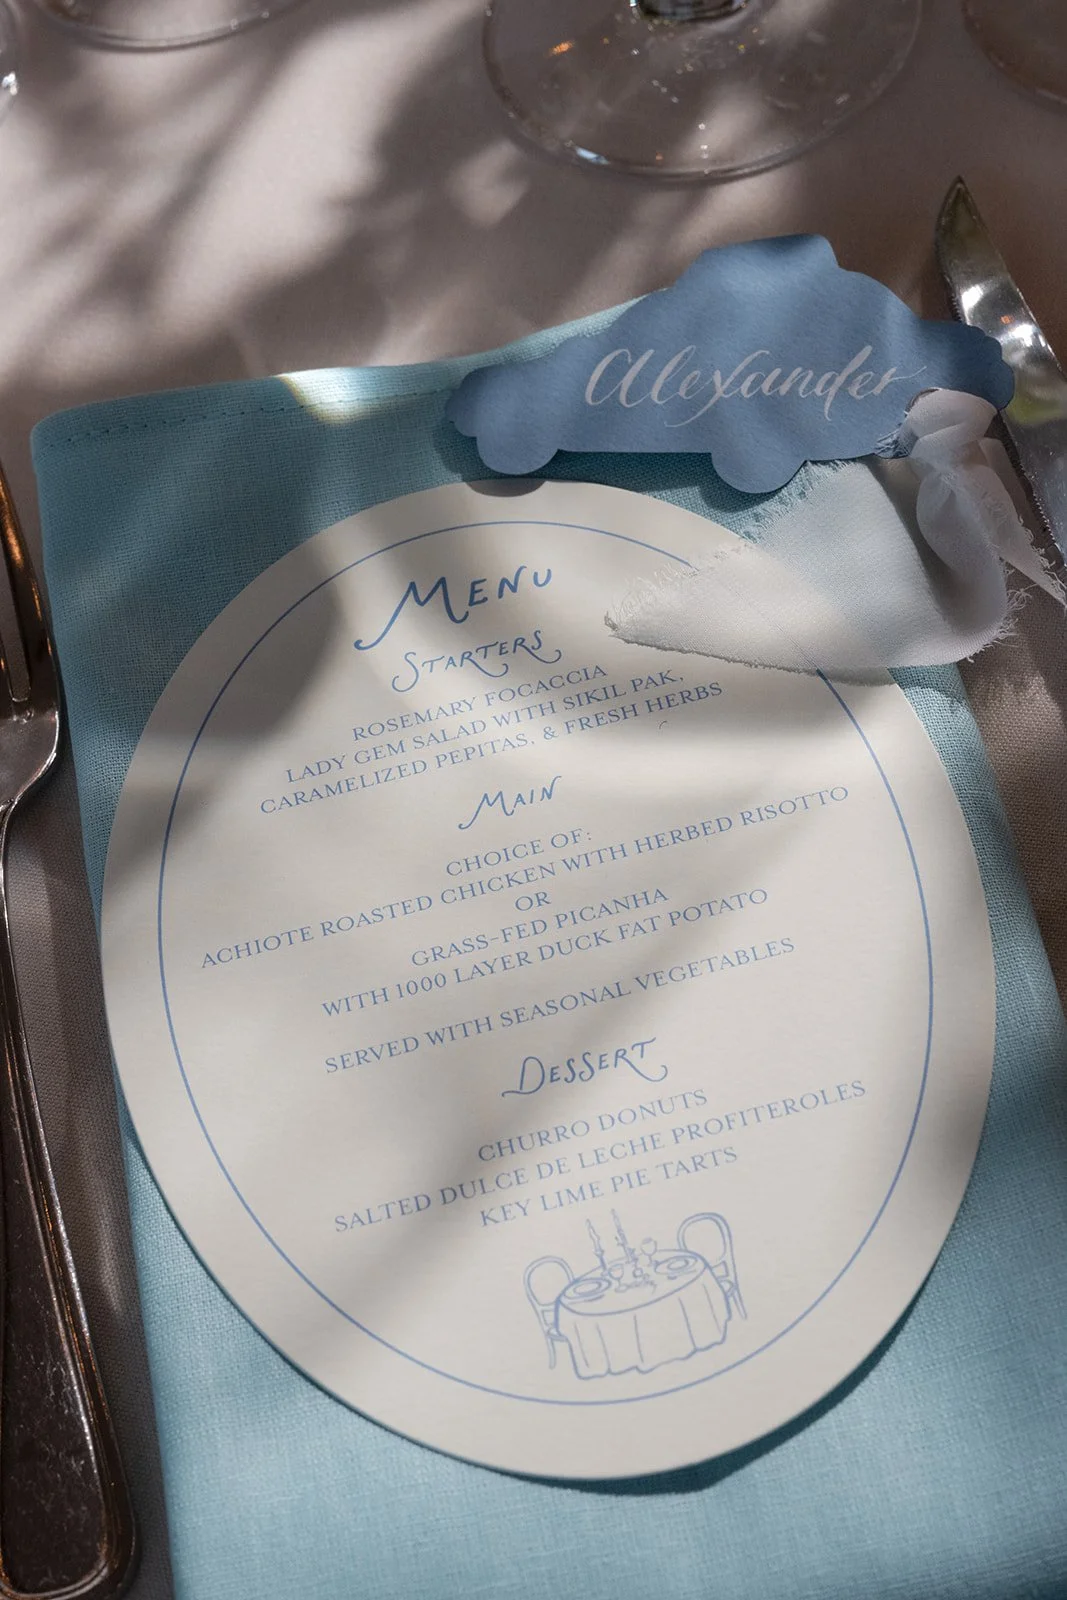 Alexander
MENU
STARTERS
ROSEMARY FOCACCIA
LADY GEM SALAD WITH SIKIL PAK,
CARAMELIZED PEPITAS, & FRESH HERBS
MAIN
CHOICE OF:
ACHIOTE ROASTED CHICKEN WITH HERBED RISOTTO
OR
GRASS-FED PICANHA
WITH 1000 LAYER DUCK FAT POTATO
SERVED WITH SEASONAL VEGETABLES
DESSERT
CHURRO DONUTS
SALTED DULCE DE LECHE PROFITEROLES
KEY LIME PIE TARTS